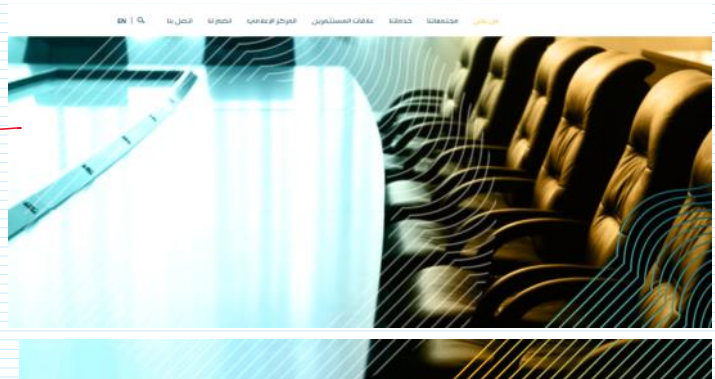 من نحن مجتمعاتنا خدماتنا علاقات المستثمرين المركز الإعلامي انضم لنا اتصل بنا | EN